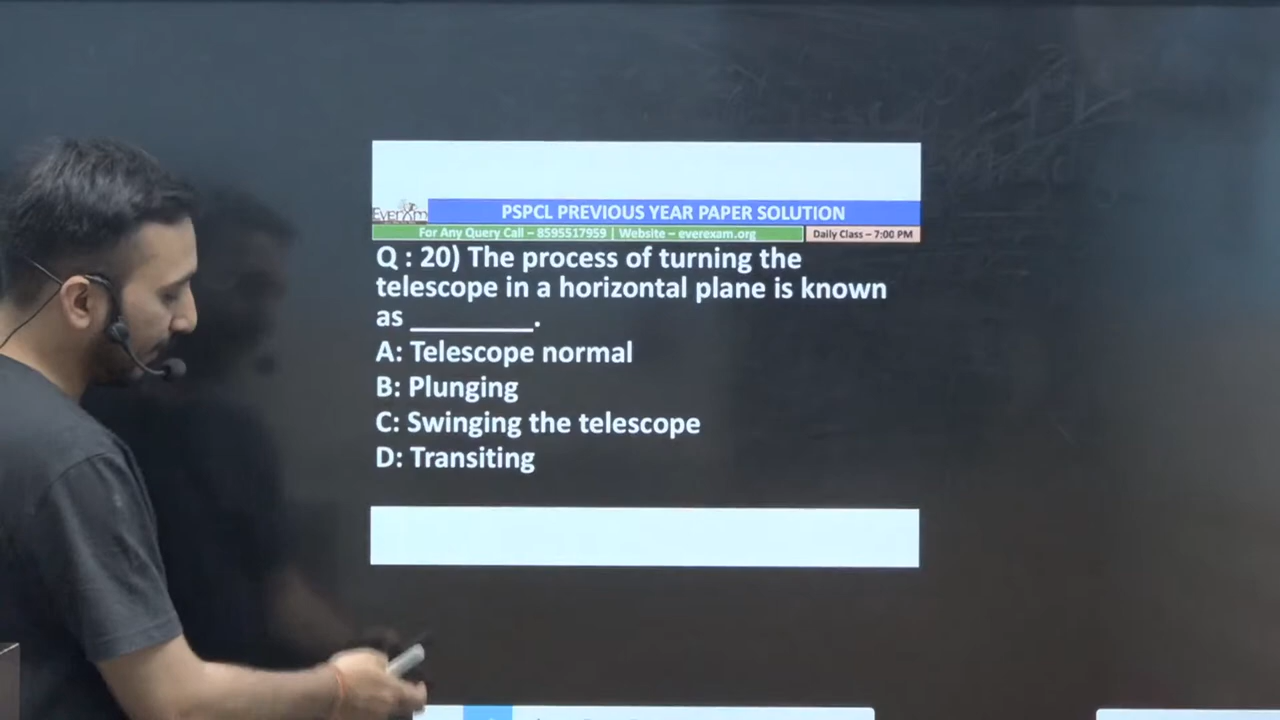 EverExam
PSPCL PREVIOUS YEAR PAPER SOLUTION
For Any Query Call – 8595517959 | Website – everexam.org
Daily Class – 7:00 PM
Q : 20) The process of turning the
telescope in a horizontal plane is known
as ________.
A: Telescope normal
B: Plunging
C: Swinging the telescope
D: Transiting